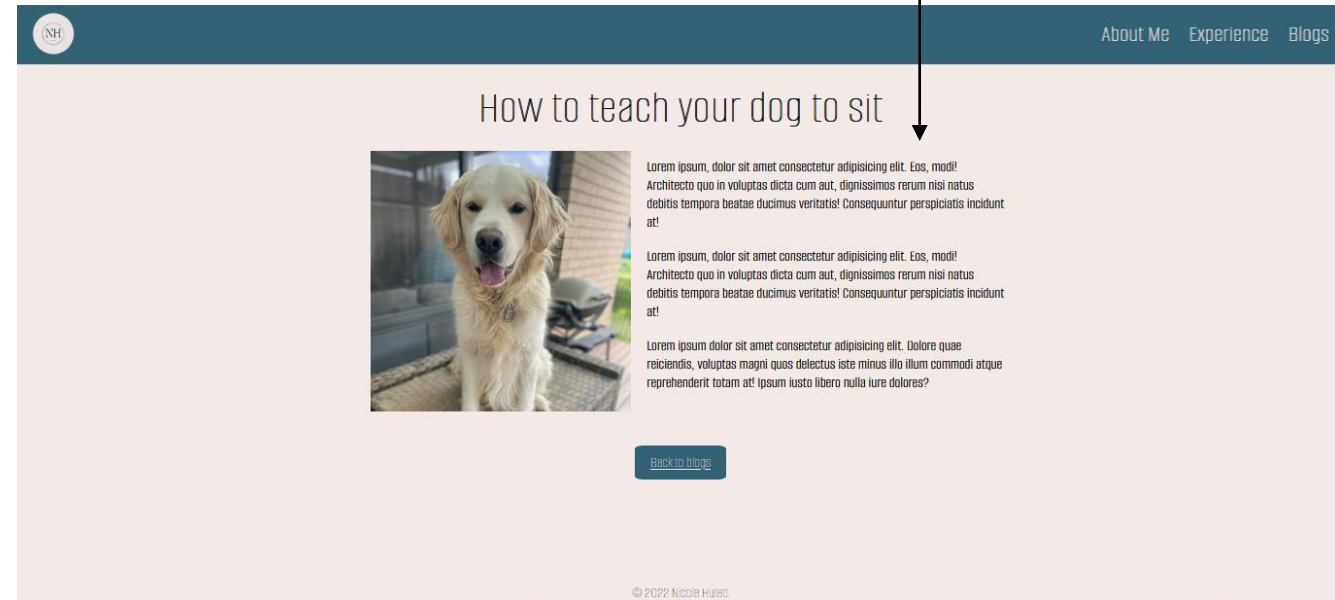 NH
About Me Experience Blogs
How to teach your dog to sit
Lorem ipsum, dolor sit amet consectetur adipisicing elit. Eos, modi!
Architecto quo in voluptas dicta cum aut, dignissimos rerum nisi natus
debitis tempora beatae ducimus veritatis! Consequuntur perspiciatis incidunt
at!
Lorem ipsum, dolor sit amet consectetur adipisicing elit. Eos, modi!
Architecto quo in voluptas dicta cum aut, dignissimos rerum nisi natus
debitis tempora beatae ducimus veritatis! Consequuntur perspiciatis incidunt
at!
Lorem ipsum dolor sit amet consectetur adipisicing elit. Dolore quae
reiciendis, voluptas magni quos delectus iste minus illo illum commodi atque
reprehenderit totam at! Ipsum iusto libero nulla iure dolores?
Back to blogs
© 2022 Nicole Hulett